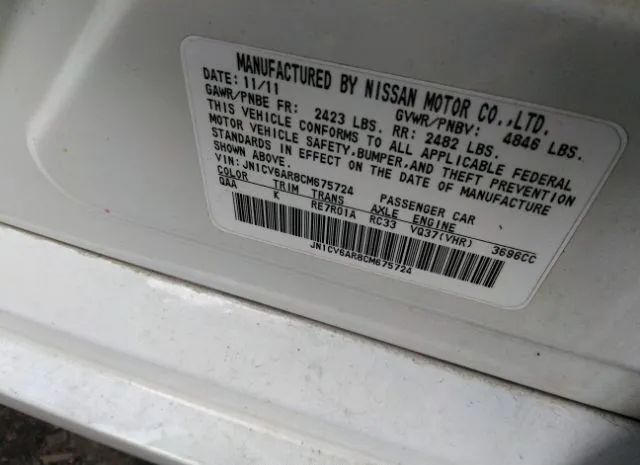 MANUFACTURED BY NISSAN MOTOR CO.,LTD.
DATE: 11/11 GVWR/PNBV: 4846 LBS.
GAWR/PNBE FR: 2423 LBS. RR: 2482 LBS.
THIS VEHICLE CONFORMS TO ALL APPLICABLE FEDERAL
MOTOR VEHICLE SAFETY,BUMPER,AND THEFT PREVENTION
STANDARDS IN EFFECT ON THE DATE OF MANUFACTURE
SHOWN ABOVE.
VIN: JN1CV6AR8CM675724 PASSENGER CAR
COLOR TRIM TRANS AXLE ENGINE
QAA K RE7R01A RC33 VQ37(VHR) 3696CC
JN1CV6AR8CM675724